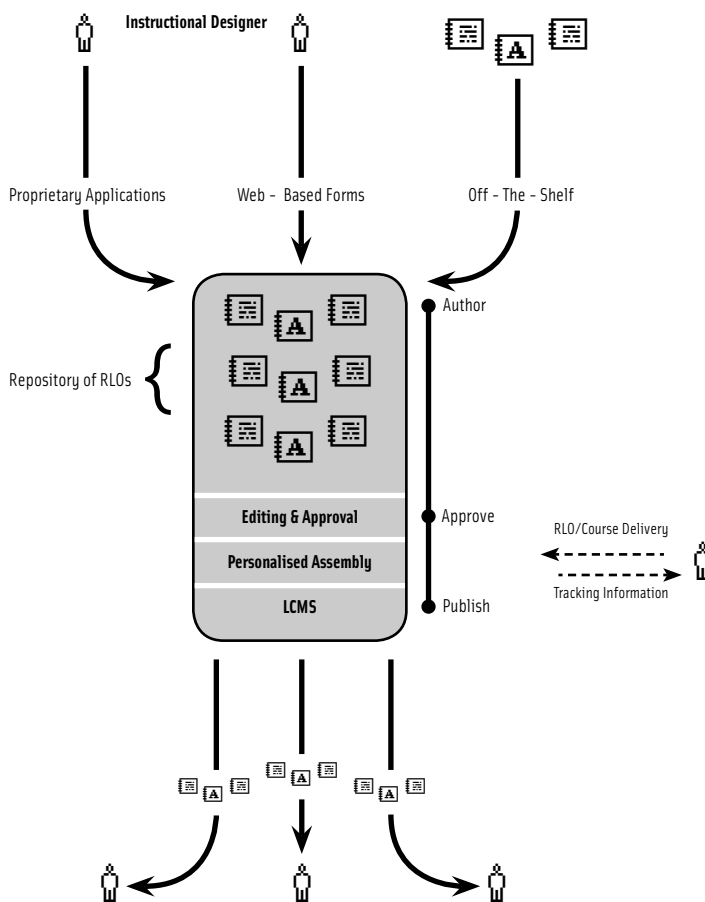 Instructional Designer
Proprietary Applications
Web - Based Forms
Off - The - Shelf
Author
Repository of RLOs
Editing & Approval
Approve
RLO/Course Delivery
Personalised Assembly
Tracking Information
LCMS
Publish